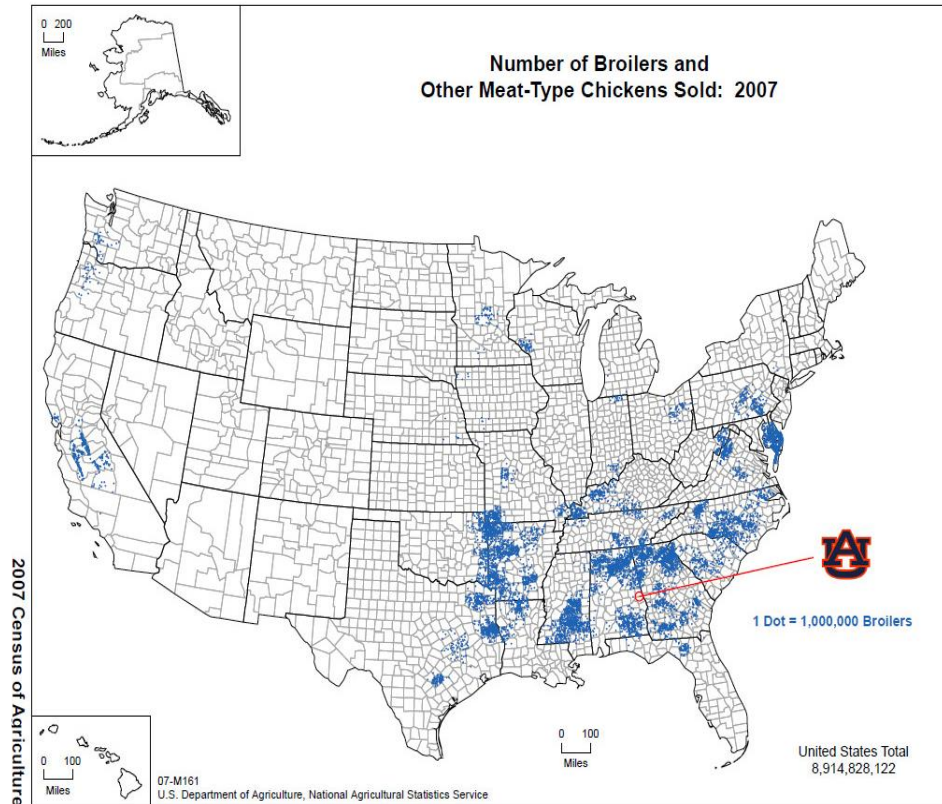 0 200
Miles
Number of Broilers and
Other Meat-Type Chickens Sold: 2007
AU
1 Dot = 1,000,000 Broilers
2007 Census of Agriculture
0 100
Miles
07-M161
U.S. Department of Agriculture, National Agricultural Statistics Service
0 100
Miles
United States Total
8,914,828,122